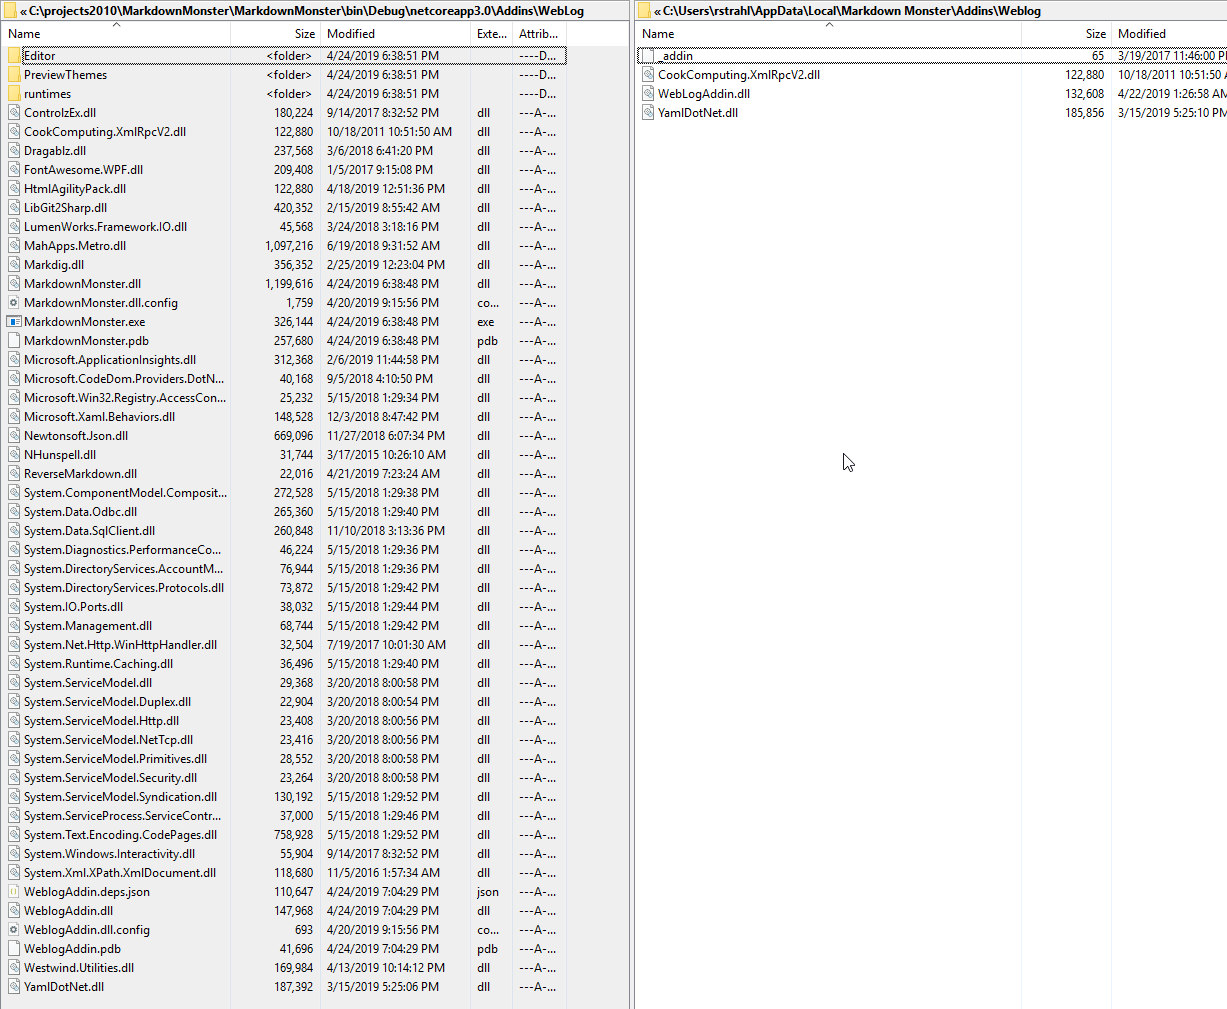 « C:\projects2010\MarkdownMonster\MarkdownMonster\bin\Debug\netcoreapp3.0\Addins\WebLog
Name Size Modified Exte... Attrib...
Editor <folder> 4/24/2019 6:38:51 PM ----D...
PreviewThemes <folder> 4/24/2019 6:38:51 PM ----D...
runtimes <folder> 4/24/2019 6:38:51 PM ----D...
ControlzEx.dll 180,224 9/14/2017 8:32:52 PM dll ---A-...
CookComputing.XmlRpcV2.dll 122,880 10/18/2011 10:51:50 AM dll ---A-...
Dragablz.dll 237,568 3/6/2018 6:41:20 PM dll ---A-...
FontAwesome.WPF.dll 209,408 1/5/2017 9:15:08 PM dll ---A-...
HtmlAgilityPack.dll 122,880 4/18/2019 12:51:36 PM dll ---A-...
LibGit2Sharp.dll 420,352 2/15/2019 8:55:42 AM dll ---A-...
LumenWorks.Framework.IO.dll 45,568 3/24/2018 3:18:16 PM dll ---A-...
MahApps.Metro.dll 1,097,216 6/19/2018 9:31:52 AM dll ---A-...
Markdig.dll 356,352 2/25/2019 12:23:04 PM dll ---A-...
MarkdownMonster.dll 1,199,616 4/24/2019 6:38:48 PM dll ---A-...
MarkdownMonster.dll.config 1,759 4/20/2019 9:15:56 PM co... ---A-...
MarkdownMonster.exe 326,144 4/24/2019 6:38:48 PM exe ---A-...
MarkdownMonster.pdb 257,680 4/24/2019 6:38:48 PM pdb ---A-...
Microsoft.ApplicationInsights.dll 312,368 2/6/2019 11:44:58 PM dll ---A-...
Microsoft.CodeDom.Providers.DotN... 40,168 9/5/2018 4:10:50 PM dll ---A-...
Microsoft.Win32.Registry.AccessCon... 25,232 5/15/2018 1:29:34 PM dll ---A-...
Microsoft.Xaml.Behaviors.dll 148,528 12/3/2018 8:47:42 PM dll ---A-...
Newtonsoft.Json.dll 669,096 11/27/2018 6:07:34 PM dll ---A-...
NHunspell.dll 31,744 3/17/2015 10:26:10 AM dll ---A-...
ReverseMarkdown.dll 22,016 4/21/2019 7:23:24 AM dll ---A-...
System.ComponentModel.Composit... 272,528 5/15/2018 1:29:38 PM dll ---A-...
System.Data.Odbc.dll 265,360 5/15/2018 1:29:40 PM dll ---A-...
System.Data.SqlClient.dll 260,848 11/10/2018 3:13:36 PM dll ---A-...
System.Diagnostics.PerformanceCo... 46,224 5/15/2018 1:29:36 PM dll ---A-...
System.DirectoryServices.AccountM... 76,944 5/15/2018 1:29:36 PM dll ---A-...
System.DirectoryServices.Protocols.dll 73,872 5/15/2018 1:29:42 PM dll ---A-...
System.IO.Ports.dll 38,032 5/15/2018 1:29:44 PM dll ---A-...
System.Management.dll 68,744 5/15/2018 1:29:42 PM dll ---A-...
System.Net.Http.WinHttpHandler.dll 32,504 7/19/2017 10:01:30 AM dll ---A-...
System.Runtime.Caching.dll 36,496 5/15/2018 1:29:40 PM dll ---A-...
System.ServiceModel.dll 29,368 3/20/2018 8:00:58 PM dll ---A-...
System.ServiceModel.Duplex.dll 22,904 3/20/2018 8:00:54 PM dll ---A-...
System.ServiceModel.Http.dll 23,408 3/20/2018 8:00:56 PM dll ---A-...
System.ServiceModel.NetTcp.dll 23,416 3/20/2018 8:00:56 PM dll ---A-...
System.ServiceModel.Primitives.dll 28,552 3/20/2018 8:00:58 PM dll ---A-...
System.ServiceModel.Security.dll 23,264 3/20/2018 8:00:58 PM dll ---A-...
System.ServiceModel.Syndication.dll 130,192 5/15/2018 1:29:52 PM dll ---A-...
System.ServiceProcess.ServiceContr... 37,000 5/15/2018 1:29:46 PM dll ---A-...
System.Text.Encoding.CodePages.dll 758,928 5/15/2018 1:29:52 PM dll ---A-...
System.Windows.Interactivity.dll 55,904 9/14/2017 8:32:52 PM dll ---A-...
System.Xml.XPath.XmlDocument.dll 118,680 11/5/2016 1:57:34 AM dll ---A-...
WeblogAddin.deps.json 110,647 4/24/2019 7:04:29 PM json ---A-...
WeblogAddin.dll 147,968 4/24/2019 7:04:29 PM dll ---A-...
WeblogAddin.dll.config 693 4/20/2019 9:15:56 PM co... ---A-...
WeblogAddin.pdb 41,696 4/24/2019 7:04:29 PM pdb ---A-...
Westwind.Utilities.dll 169,984 4/13/2019 10:14:12 PM dll ---A-...
YamlDotNet.dll 187,392 3/15/2019 5:25:06 PM dll ---A-...
« C:\Users\rstrahl\AppData\Local\Markdown Monster\Addins\Weblog
Name Size Modified
_addin 65 3/19/2017 11:46:00 P
CookComputing.XmlRpcV2.dll 122,880 10/18/2011 10:51:50
WebLogAddin.dll 132,608 4/22/2019 1:26:58 AM
YamlDotNet.dll 185,856 3/15/2019 5:25:10 PM